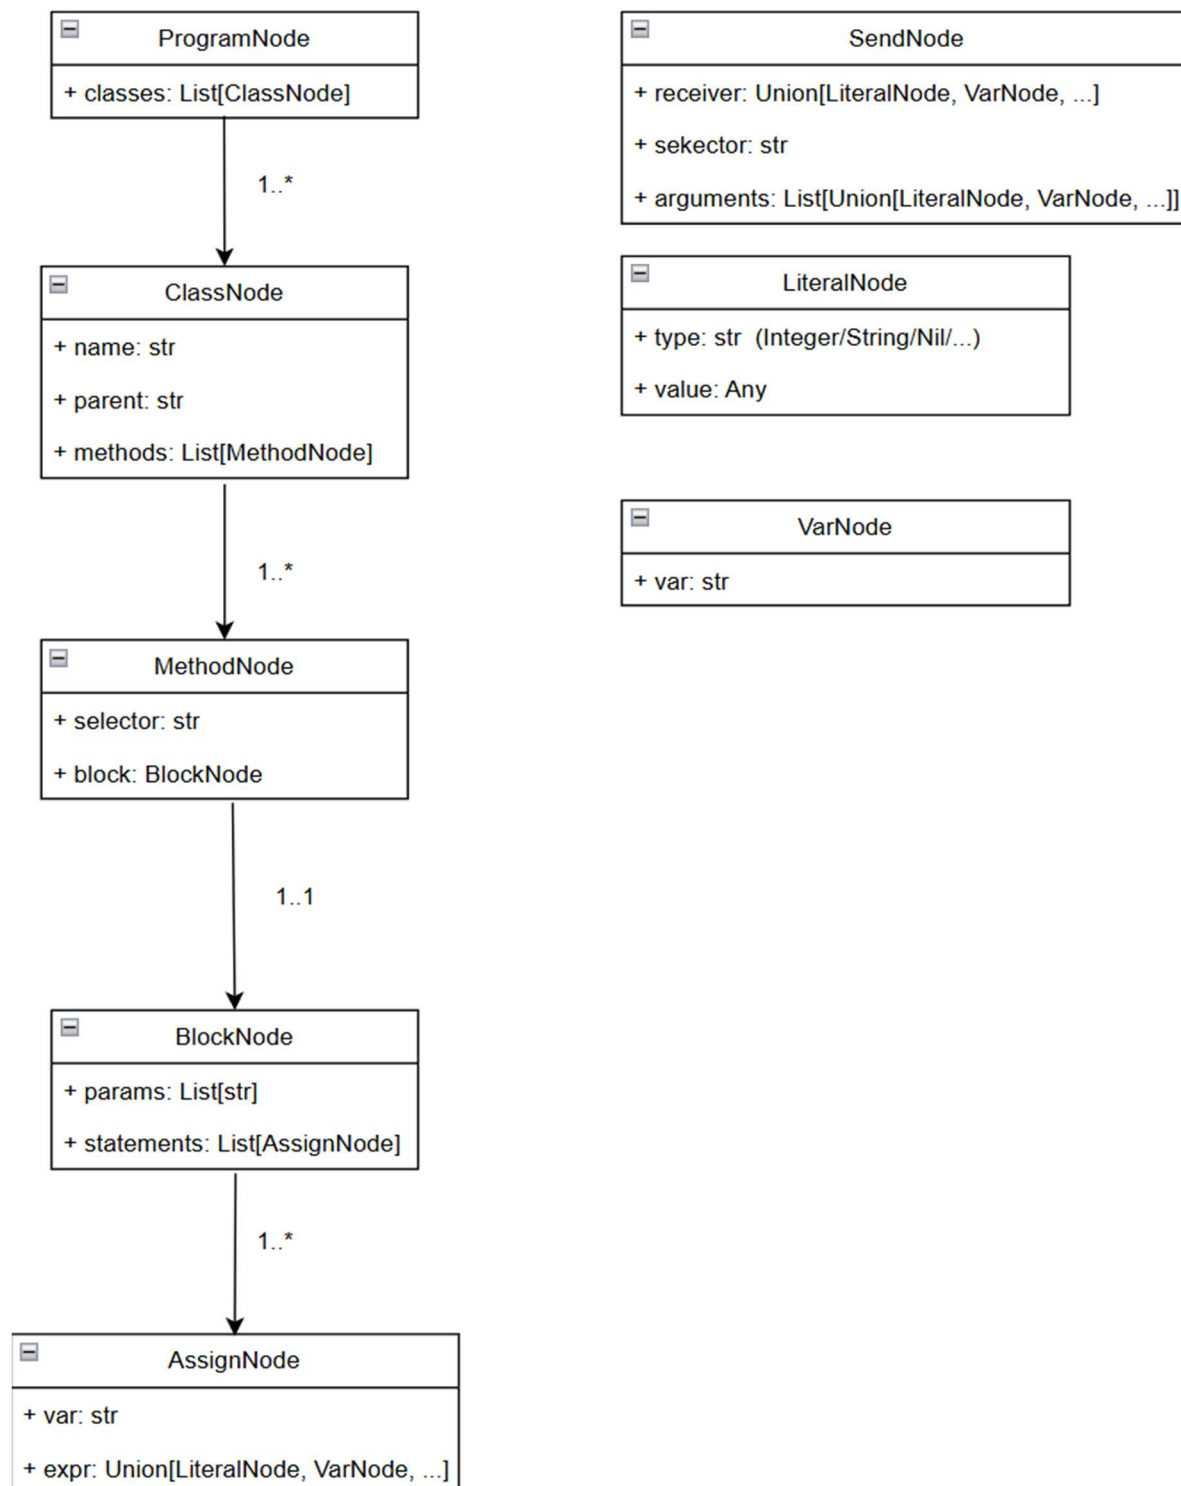 ProgramNode
+ classes: List[ClassNode]
1..*
ClassNode
+ name: str
+ parent: str
+ methods: List[MethodNode]
1..*
MethodNode
+ selector: str
+ block: BlockNode
1..1
BlockNode
+ params: List[str]
+ statements: List[AssignNode]
1..*
AssignNode
+ var: str
+ expr: Union[LiteralNode, VarNode, ...]
SendNode
+ receiver: Union[LiteralNode, VarNode, ...]
+ sekector: str
+ arguments: List[Union[LiteralNode, VarNode, ...]]
LiteralNode
+ type: str  (Integer/String/Nil/...)
+ value: Any
VarNode
+ var: str